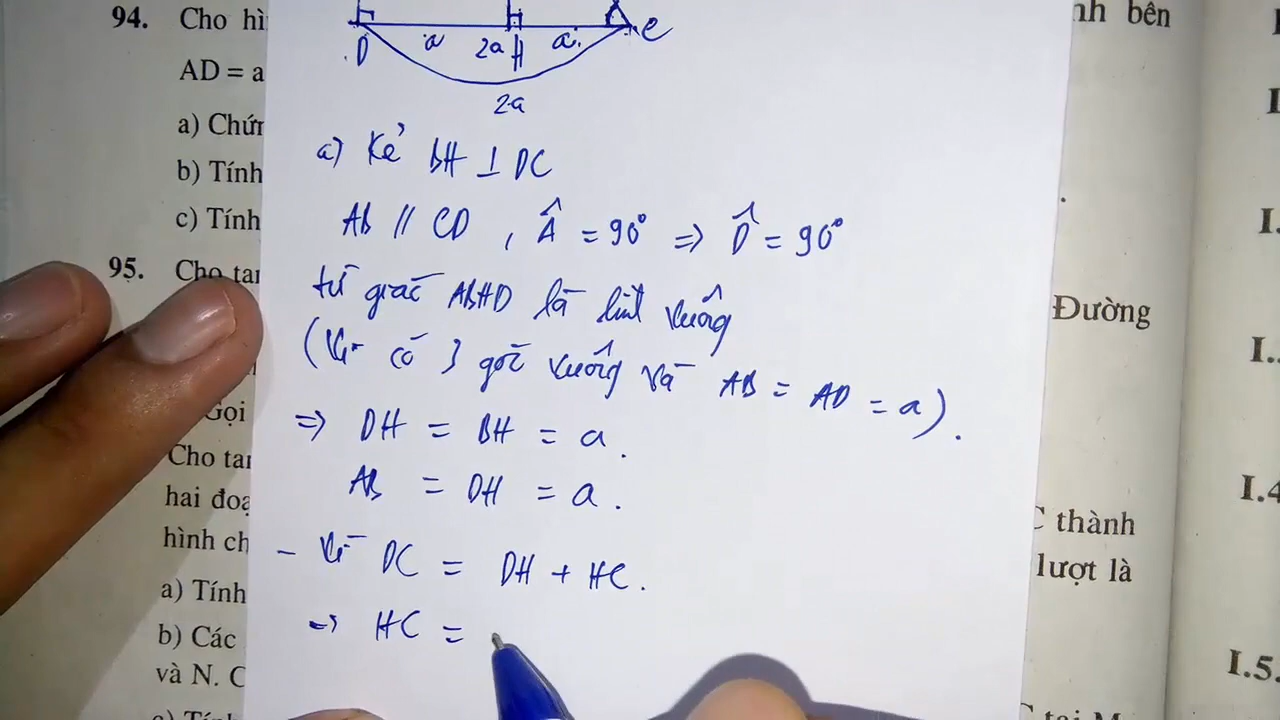 94. Cho hì
nh bên
AD = a
a) Chứn
b) Tính
c) Tính
95. Cho tan
Gọi
Cho tan
hai đoạ
hình ch
a) Tính
b) Các
và N. C
c) Tính
D a 2a H a C
2a
a) Kẻ BH ⊥ DC
AB // CD , Â = 90° => D̂ = 90°
tứ giác ABHD là hình vuông
(Vì có 3 góc vuông và AB = AD = a).
=> DH = BH = a.
AB = DH = a.
- Vì DC = DH + HC.
=> HC =
Đường
C thành
lượt là
I.
I.
I.4
I.5.